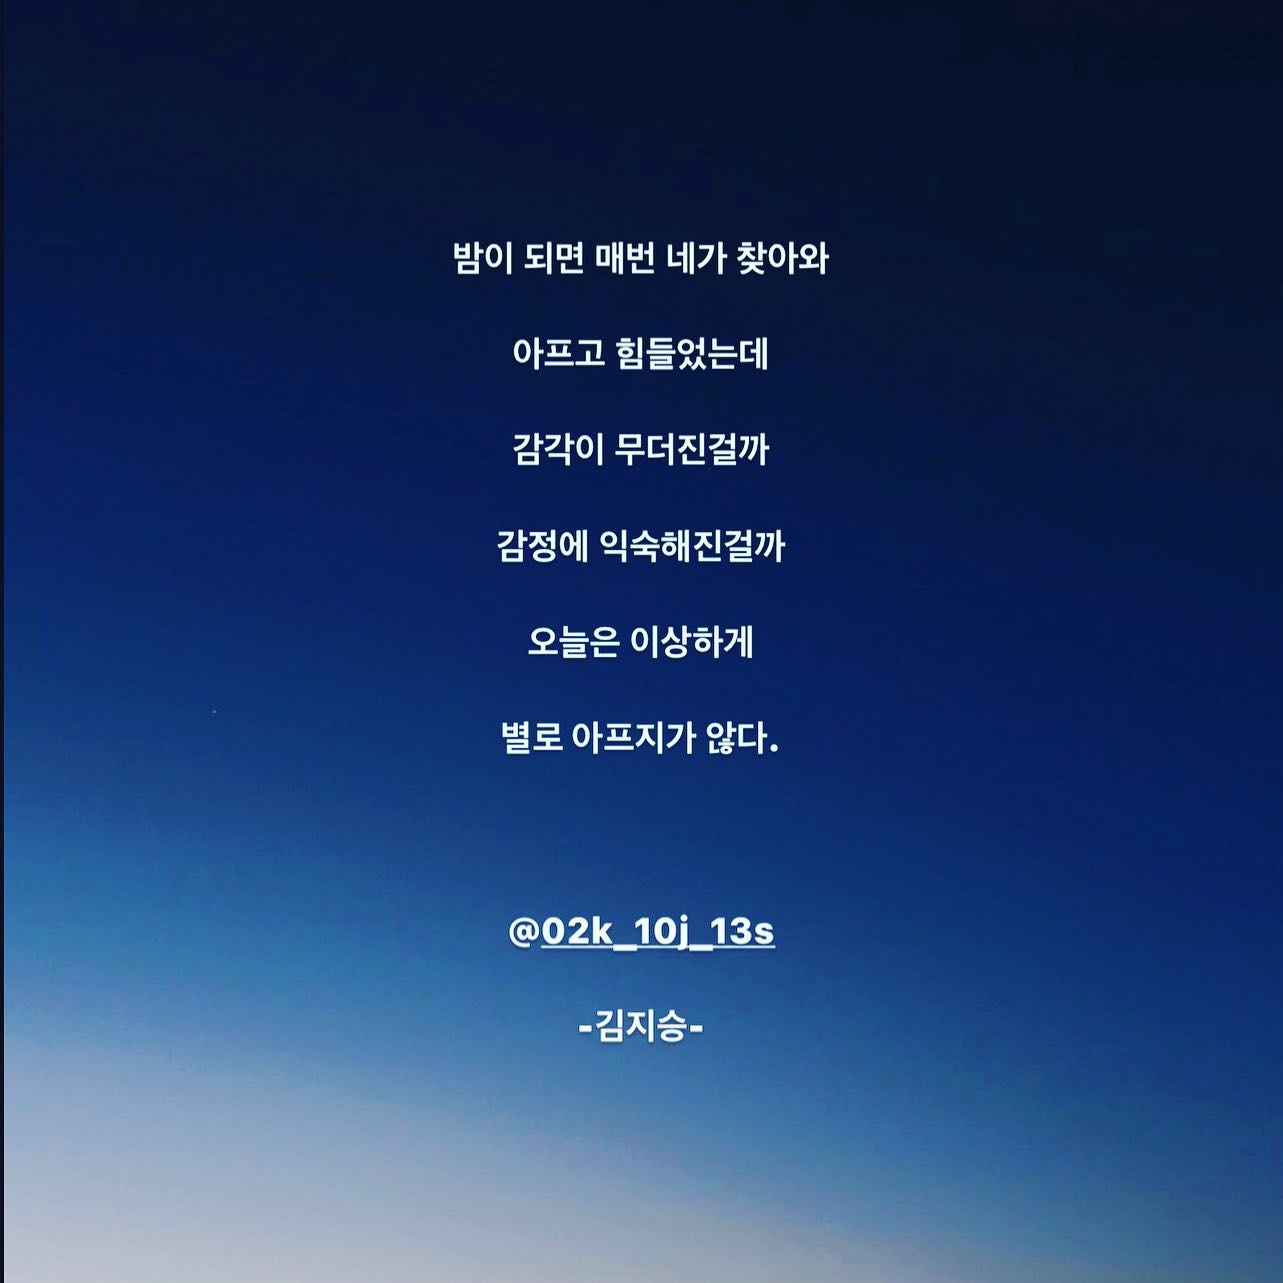 밤이 되면 매번 네가 찾아와
아프고 힘들었는데
감각이 무더진걸까
감정에 익숙해진걸까
오늘은 이상하게
별로 아프지가 않다.
@02k_10j_13s
-김지승-